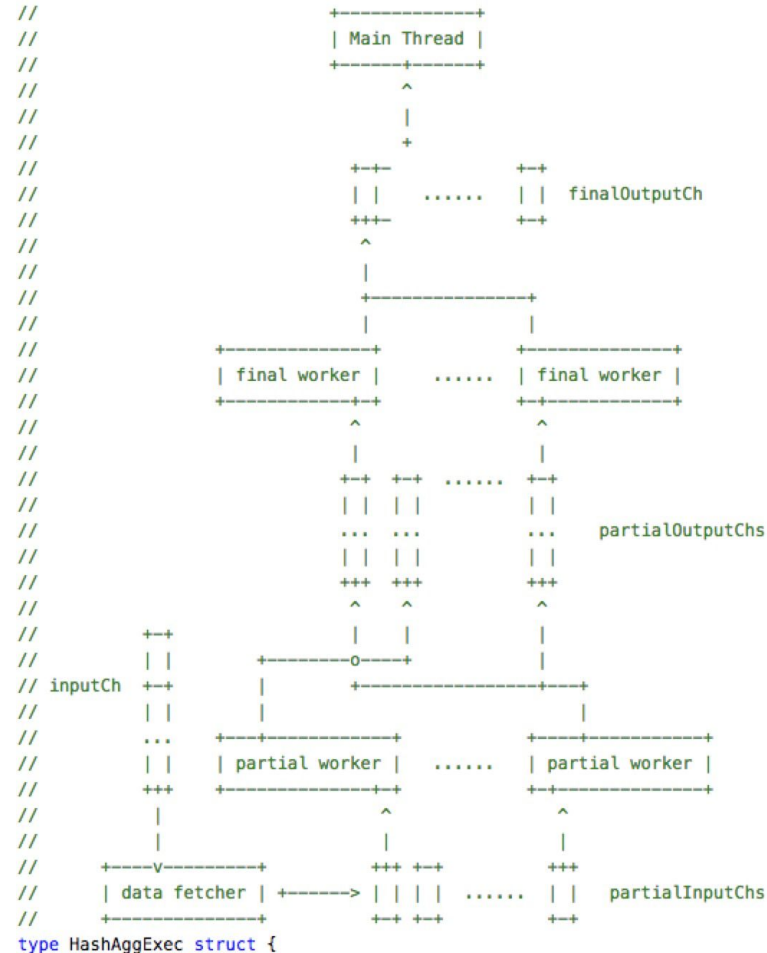 //                              +-------------+
//                              | Main Thread |
//                              +------+------+
//                                     ^
//                                     |
//                                     +
//                                +-+-            +-+
//                                | |   ......    | |  finalOutputCh
//                                +++-            +-+
//                                 ^
//                                 |
//                                 +---------------+
//                                 |               |
//                   +--------------+             +--------------+
//                   | final worker |     ......  | final worker |
//                   +------------+-+             +-+------------+
//                                ^                 ^
//                                |                 |
//                               +-+  +-+  ......  +-+
//                               | |  | |          | |
//                               ...  ...          ...    partialOutputChs
//                               | |  | |          | |
//                               +++  +++          +++
//                                ^    ^            ^
//            +-+                 |    |            |
//            | |        +--------o----+            |
// inputCh    +-+        |        +-----------------+---+
//            | |        |                              |
//            ...    +---+------------+            +----+-----------+
//            | |    | partial worker |   ......   | partial worker |
//            +++    +--------------+-+            +-+--------------+
//             |                     ^                ^
//             |                     |                |
//        +----v---------+          +++ +-+          +++
//        | data fetcher | +------> | | | |  ......  | |   partialInputChs
//        +--------------+          +-+ +-+          +-+
type HashAggExec struct {